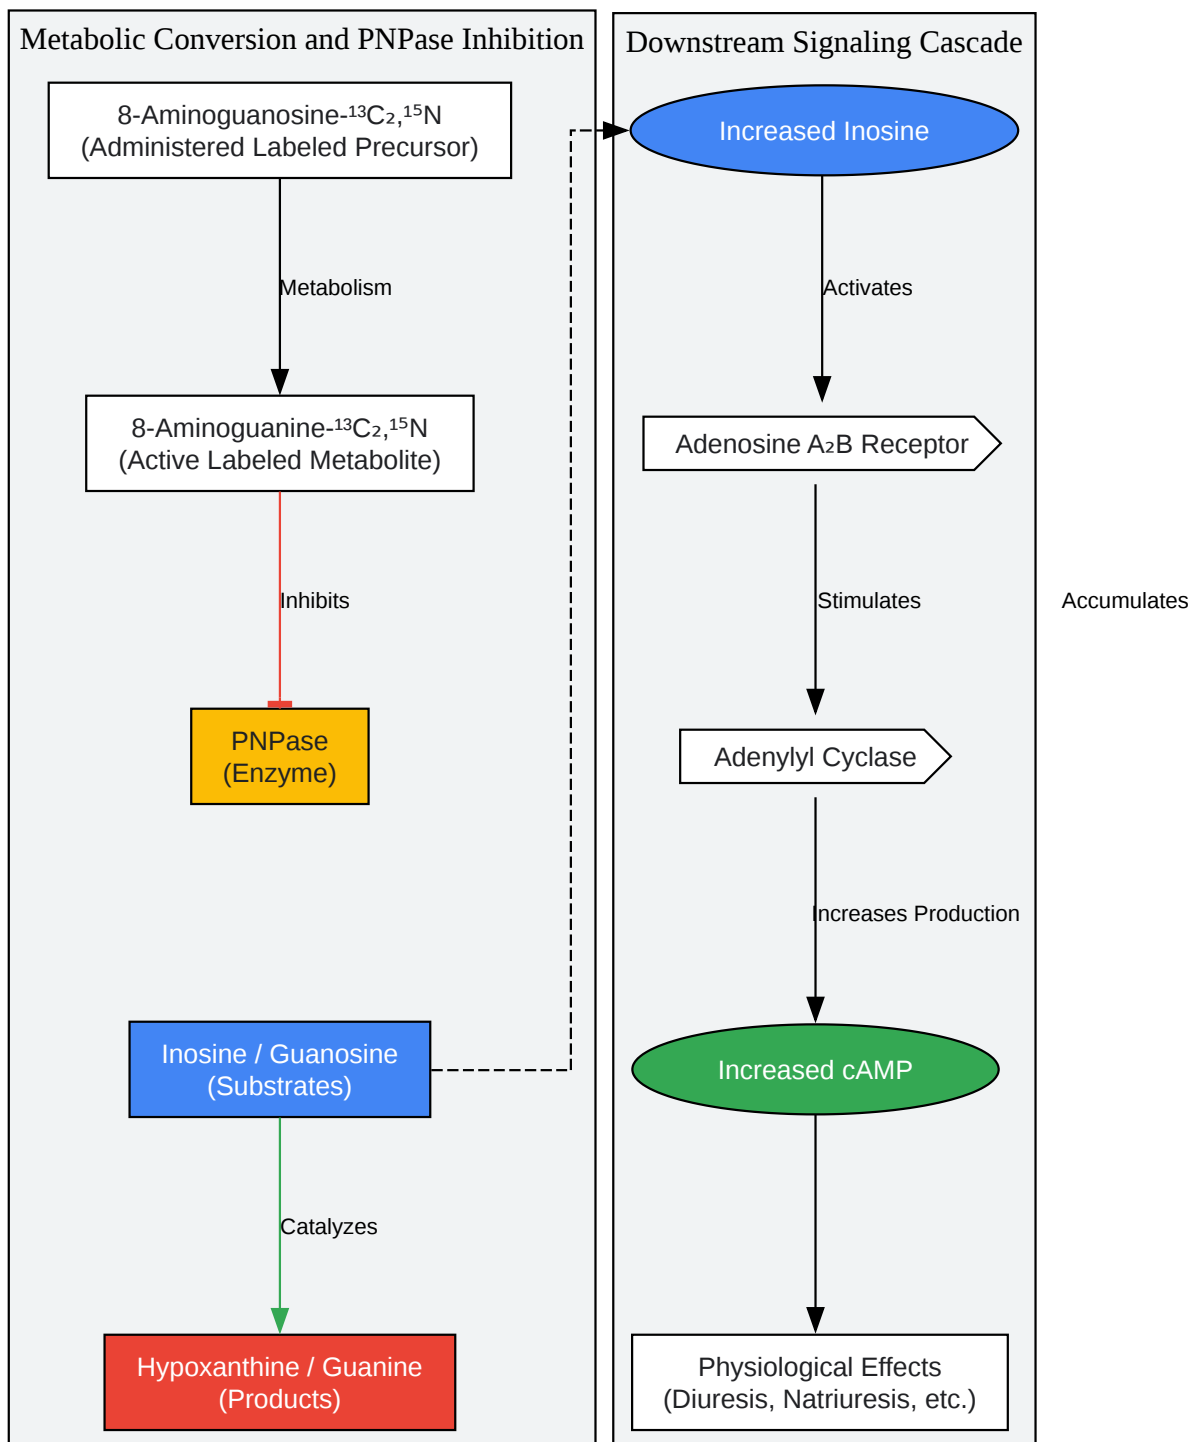 Metabolic Conversion and PNPase Inhibition
8-Aminoguanosine-¹³C₂,¹⁵N
(Administered Labeled Precursor)
Metabolism
8-Aminoguanine-¹³C₂,¹⁵N
(Active Labeled Metabolite)
Inhibits
PNPase
(Enzyme)
Inosine / Guanosine
(Substrates)
Catalyzes
Hypoxanthine / Guanine
(Products)
Downstream Signaling Cascade
Increased Inosine
Activates
Adenosine A₂B Receptor
Stimulates
Adenylyl Cyclase
Increases Production
Increased cAMP
Physiological Effects
(Diuresis, Natriuresis, etc.)
Accumulates